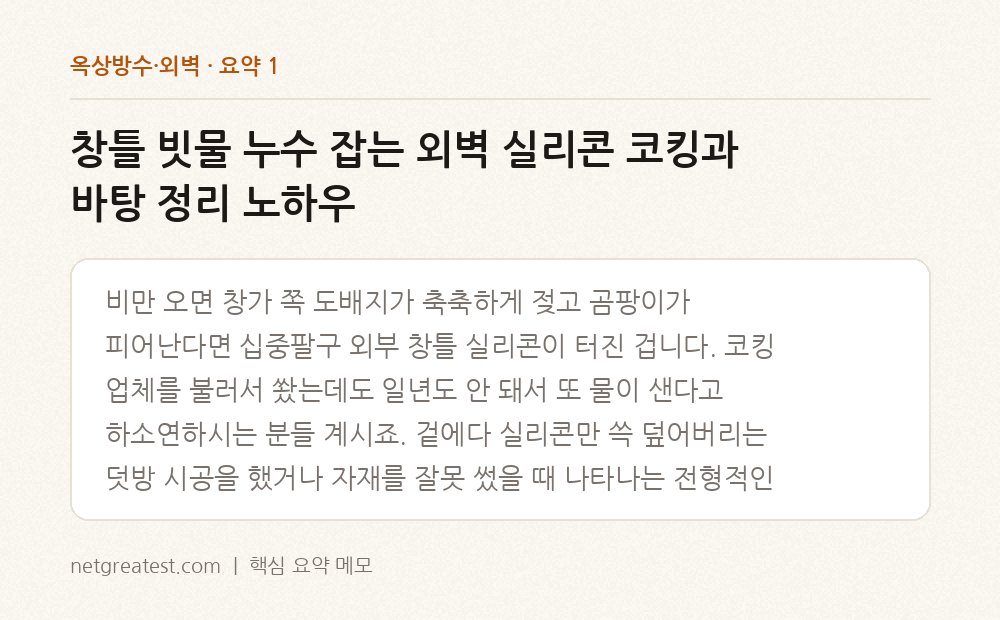 옥상방수·외벽 · 요약 1
창틀 빗물 누수 잡는 외벽 실리콘 코킹과
바탕 정리 노하우
비만 오면 창가 쪽 도배지가 축축하게 젖고 곰팡이가
피어난다면 십중팔구 외부 창틀 실리콘이 터진 겁니다. 코킹
업체를 불러서 쐈는데도 일년도 안 돼서 또 물이 샌다고
하소연하시는 분들 계시죠. 겉에다 실리콘만 쓱 덮어버리는
덧방 시공을 했거나 자재를 잘못 썼을 때 나타나는 전형적인
netgreatest.com | 핵심 요약 메모